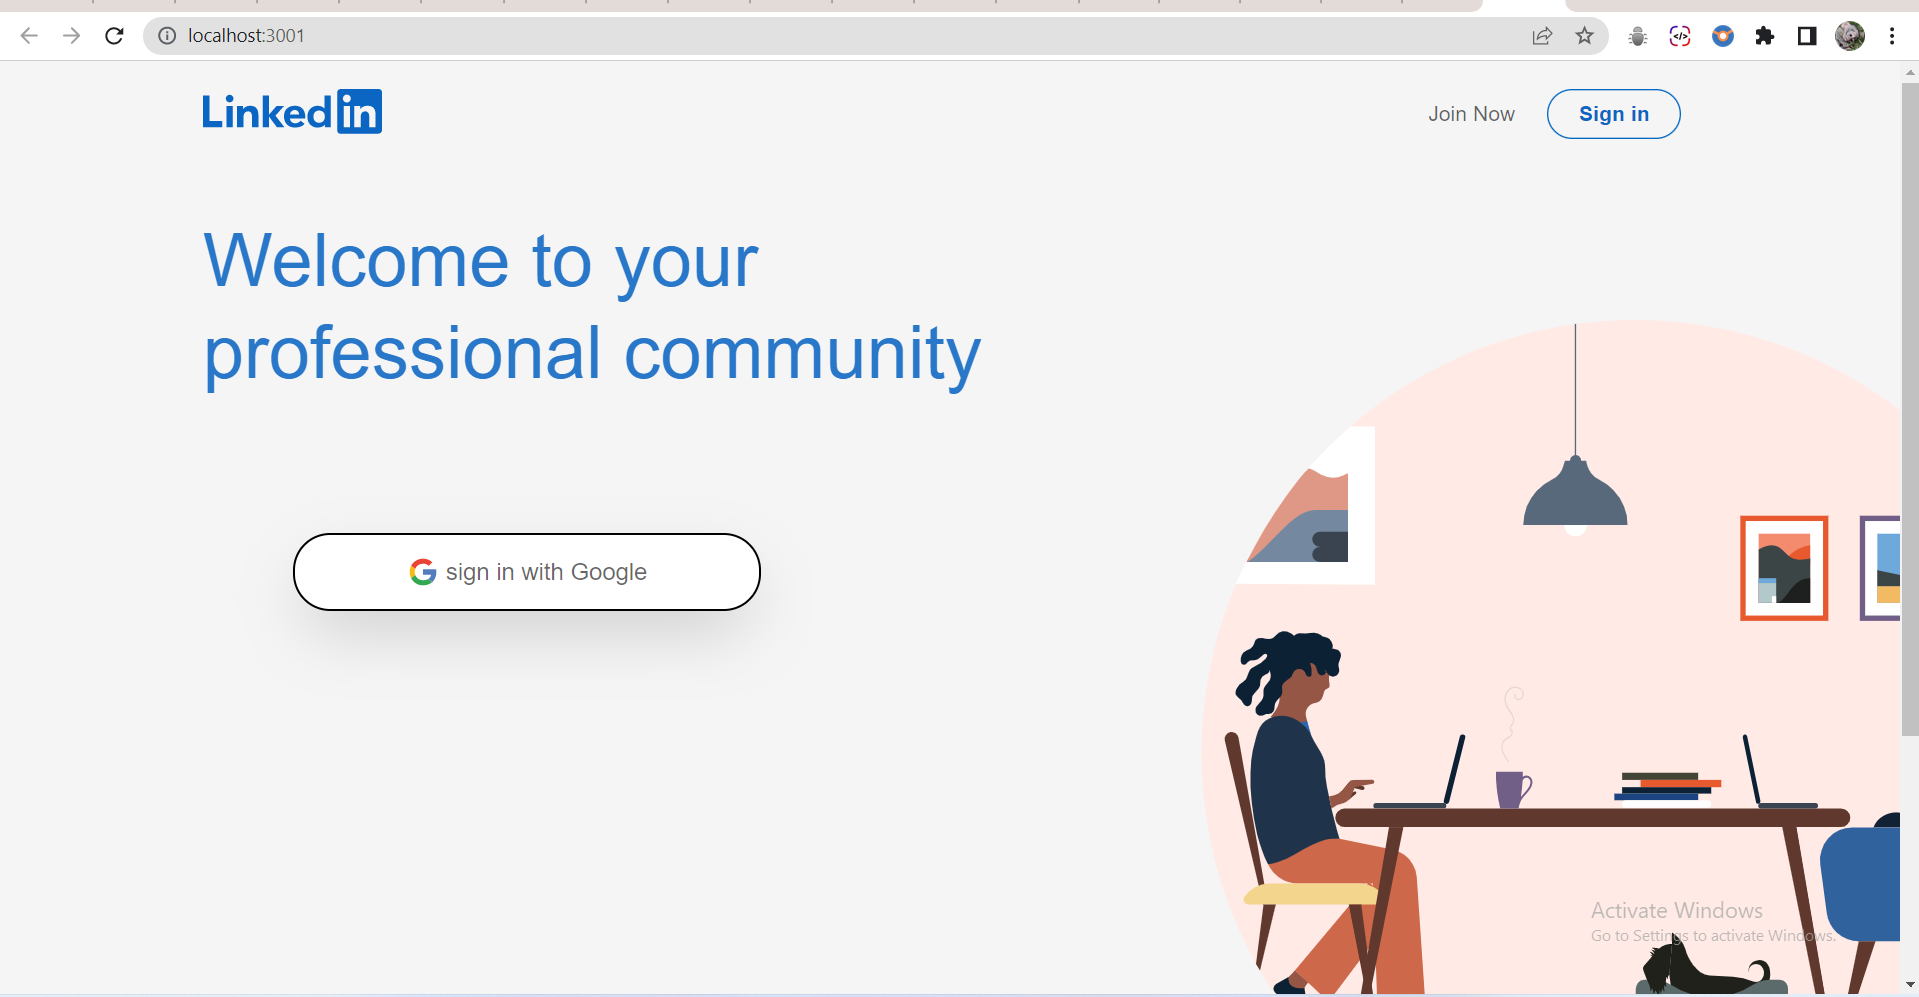 localhost:3001
Linkedin
Join Now
Sign in
Welcome to your
professional community
sign in with Google
Activate Windows
Go to Settings to activate Windows.